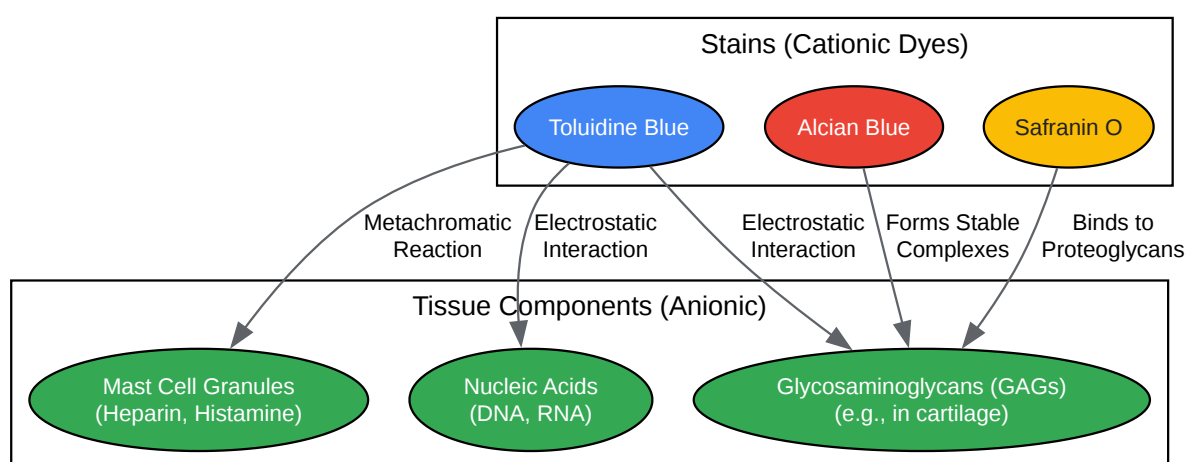 Stains (Cationic Dyes)
Toluidine Blue
Alcian Blue
Safranin O
Metachromatic
Reaction
Electrostatic
Interaction
Electrostatic
Interaction
Forms Stable
Complexes
Binds to
Proteoglycans
Tissue Components (Anionic)
Mast Cell Granules
(Heparin, Histamine)
Nucleic Acids
(DNA, RNA)
Glycosaminoglycans (GAGs)
(e.g., in cartilage)